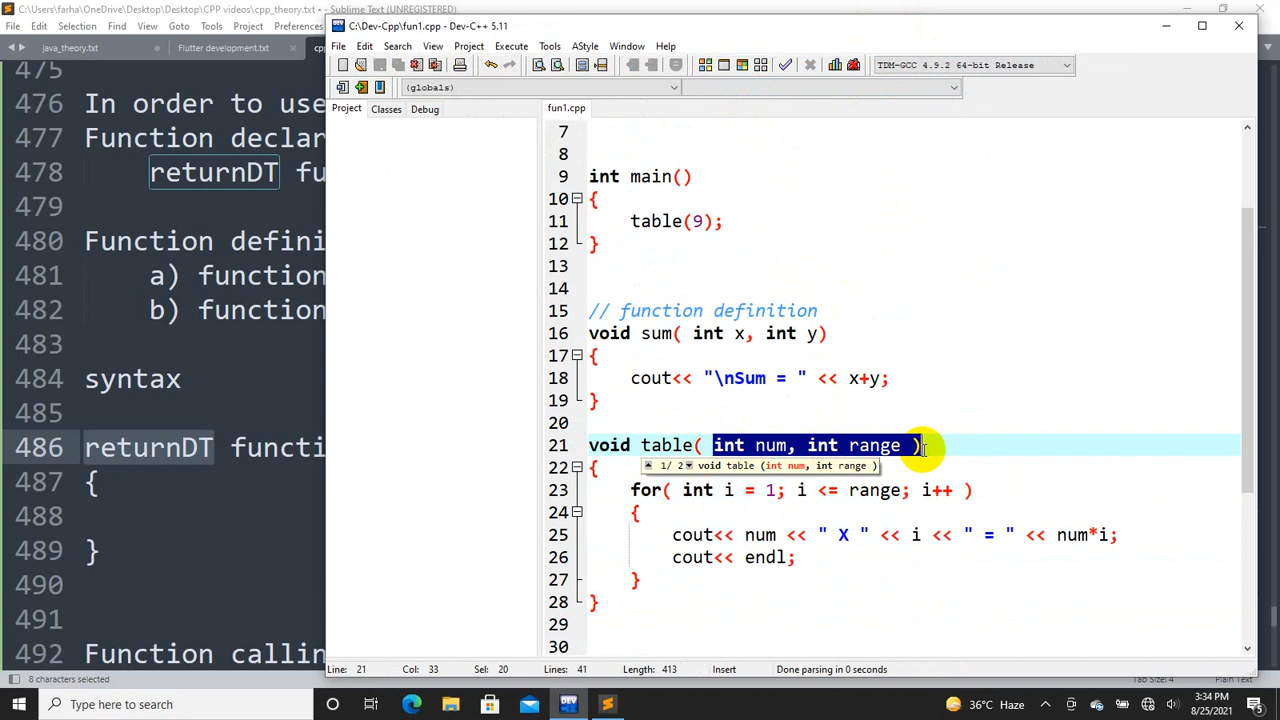 C:\Users\farha\OneDrive\Desktop\Desktop\CPP videos\cpp_theory.txt • - Sublime Text (UNREGISTERED)
File Edit Selection Find View Goto Tools Project
java_theory.txt Flutter development.txt
475
476 In order to use
477 Function declar
478 returnDT fu
479
480 Function defini
481 a) function
482 b) function
483
484 syntax
485
486 returnDT functi
487 {
488
489 }
490
491
492 Function callin
8 characters selected
Tab Size: 4 Plain Text
C:\Dev-Cpp\fun1.cpp - Dev-C++ 5.11
File Edit Search View Project Execute Tools AStyle Window Help
TDM-GCC 4.9.2 64-bit Release
(globals)
Project Classes Debug
fun1.cpp
7
8
9 int main()
10 {
11 table(9);
12 }
13
14
15 // function definition
16 void sum( int x, int y)
17 {
18 cout<< "\nSum = " << x+y;
19 }
20
21 void table( int num, int range )
1/ 2 void table (int num, int range )
22 {
23 for( int i = 1; i <= range; i++ )
24 {
25 cout<< num << " X " << i << " = " << num*i;
26 cout<< endl;
27 }
28 }
29
30
Line: 21 Col: 33 Sel: 20 Lines: 41 Length: 413 Insert Done parsing in 0 seconds
Type here to search
DEV
36°C Haze
3:34 PM
8/25/2021